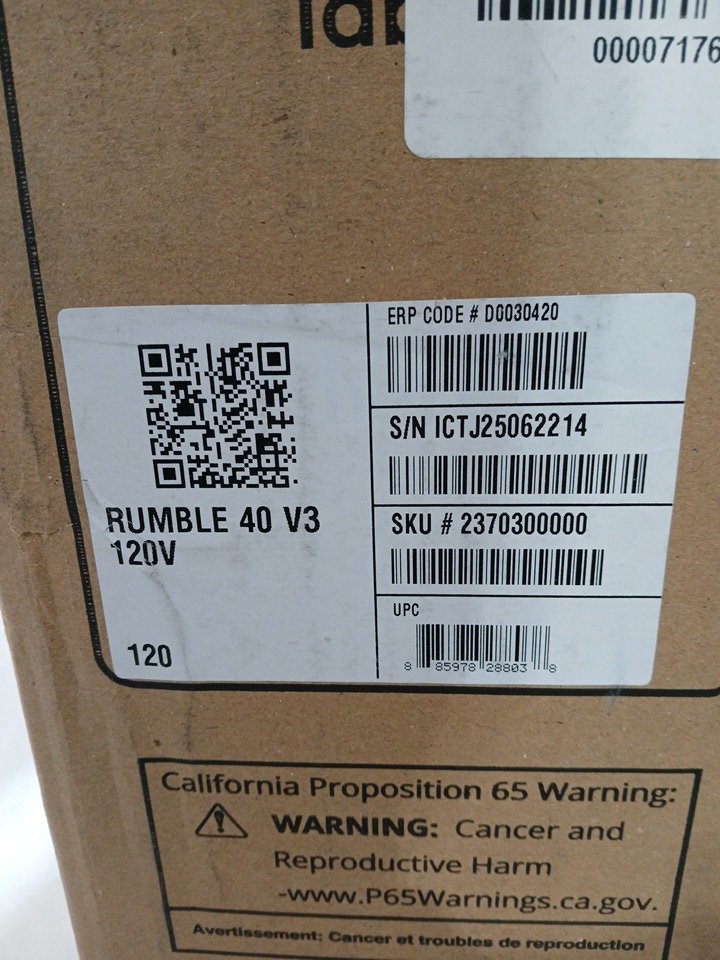 00007176
ERP CODE # D0030420
S/N ICTJ25062214
SKU # 2370300000
UPC
8 85978 28803 8
RUMBLE 40 V3
120V
120
California Proposition 65 Warning:
WARNING: Cancer and
Reproductive Harm
-www.P65Warnings.ca.gov.
Avertissement: Cancer et troubles de reproduction